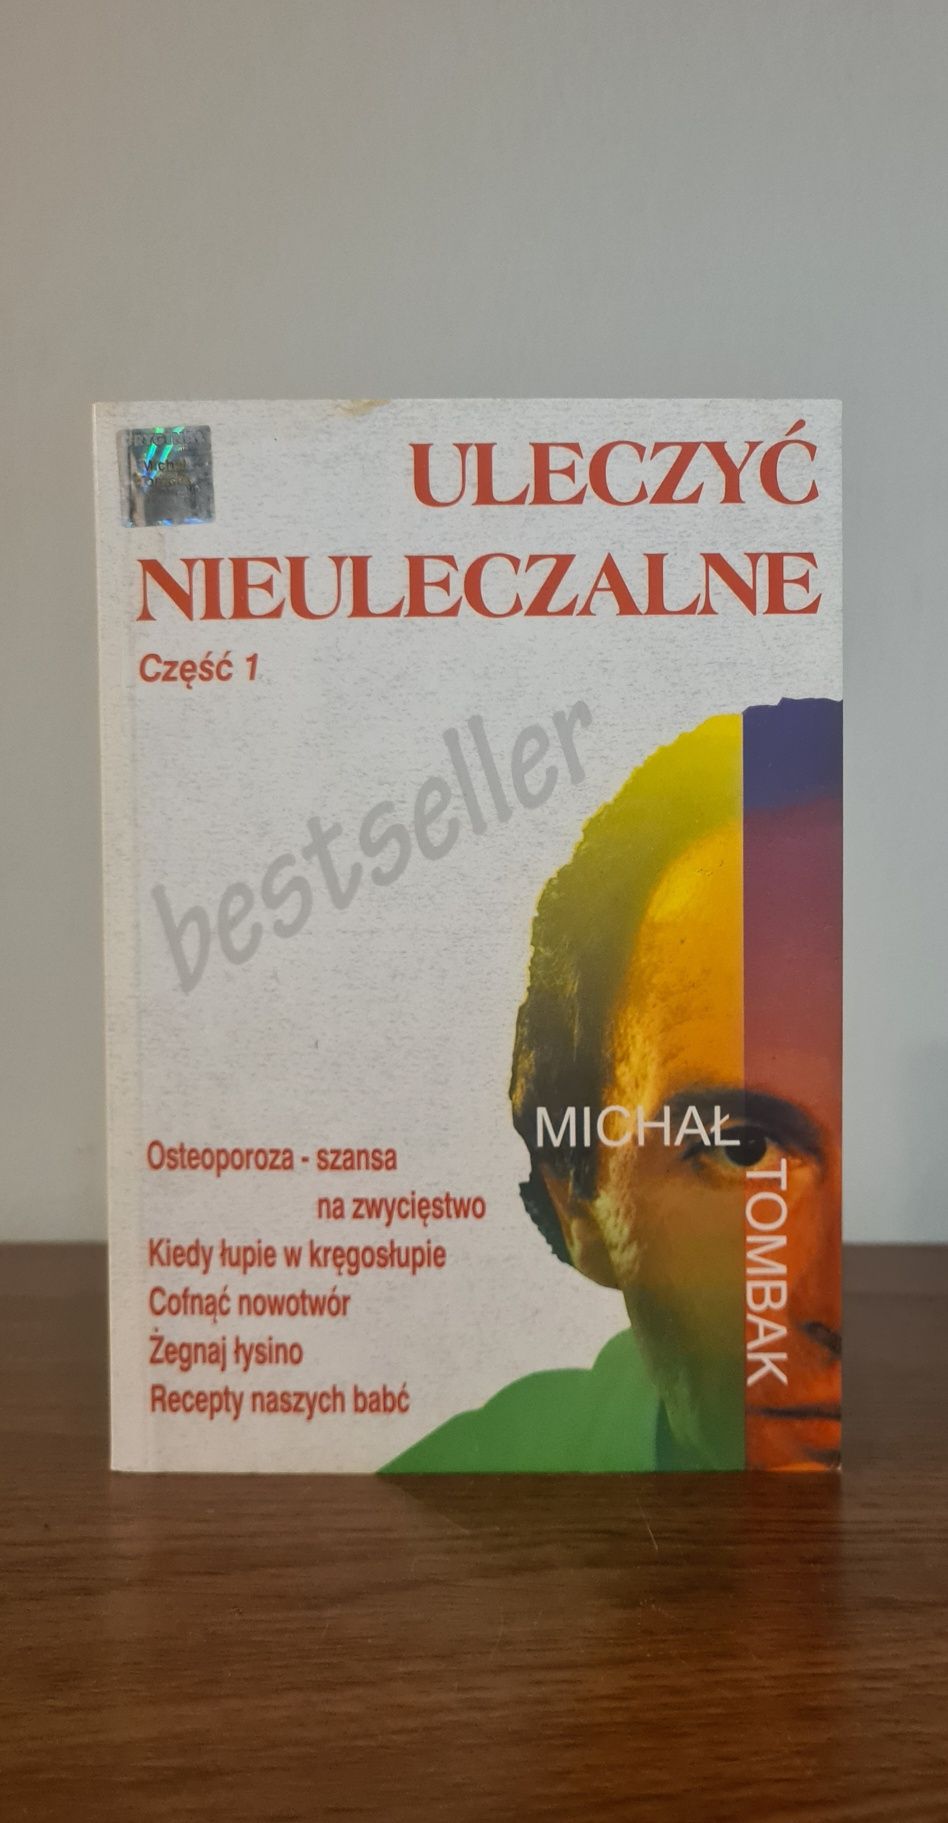 ULECZYĆ
NIEULECZALNE
Część 1
bestseller
MICHAŁ
TOMBAK
Osteoporoza - szansa
na zwycięstwo
Kiedy łupie w kręgosłupie
Cofnąć nowotwór
Żegnaj łysino
Recepty naszych babć